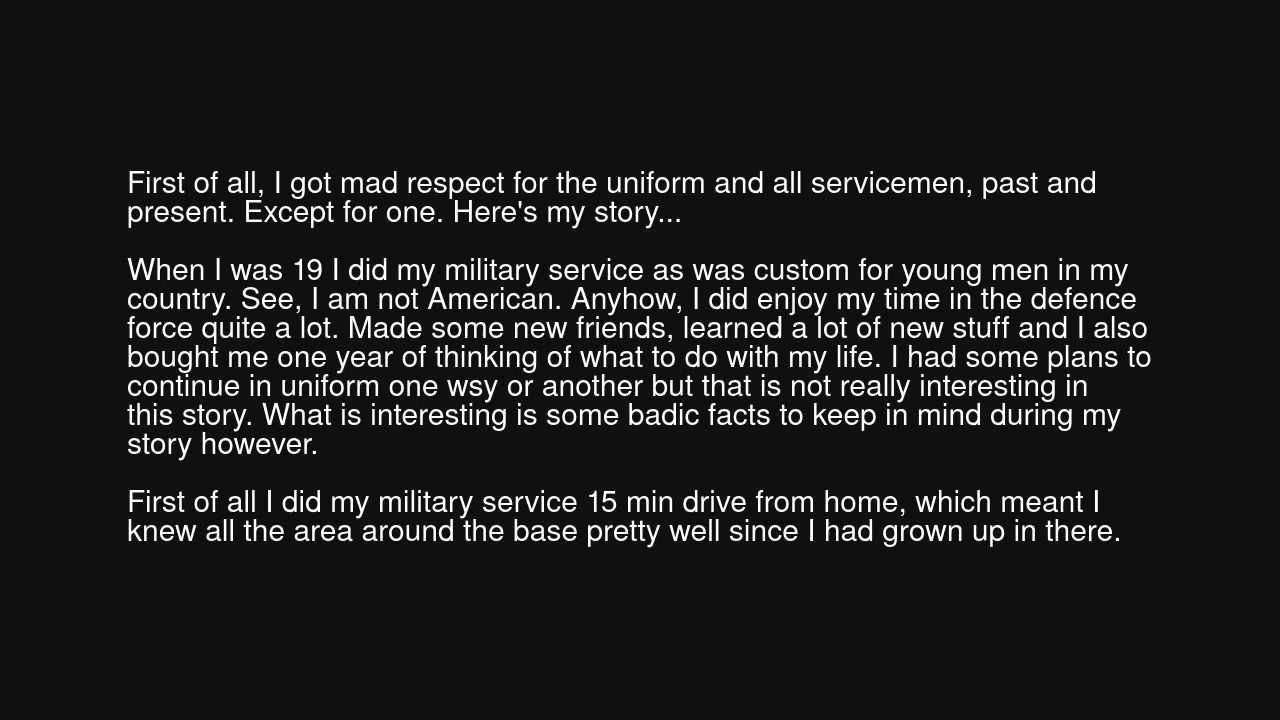 First of all, I got mad respect for the uniform and all servicemen, past and
present. Except for one. Here's my story...
When I was 19 I did my military service as was custom for young men in my
country. See, I am not American. Anyhow, I did enjoy my time in the defence
force quite a lot. Made some new friends, learned a lot of new stuff and I also
bought me one year of thinking of what to do with my life. I had some plans to
continue in uniform one wsy or another but that is not really interesting in
this story. What is interesting is some badic facts to keep in mind during my
story however.
First of all I did my military service 15 min drive from home, which meant I
knew all the area around the base pretty well since I had grown up in there.